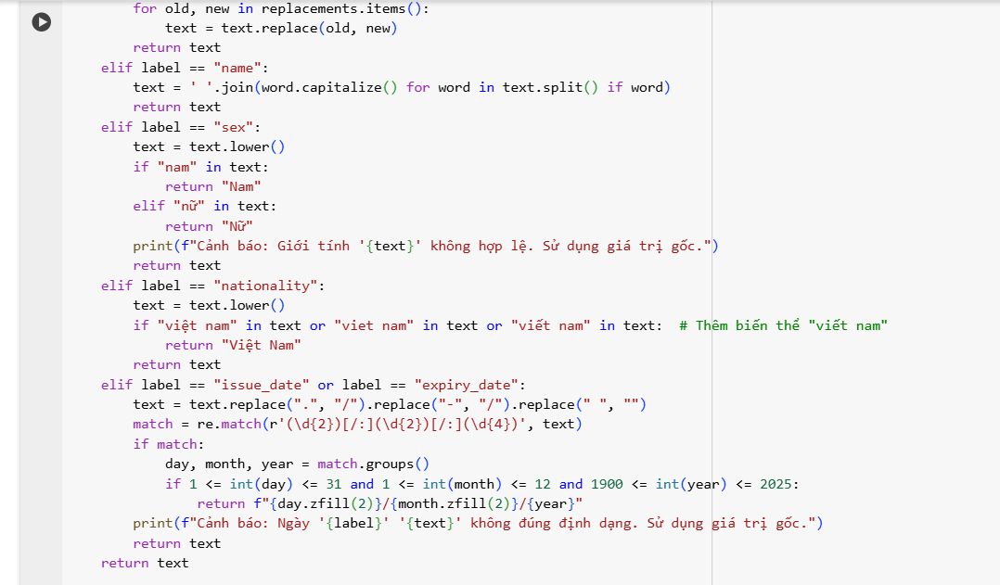 for old, new in replacements.items():
            text = text.replace(old, new)
        return text
    elif label == "name":
        text = ' '.join(word.capitalize() for word in text.split() if word)
        return text
    elif label == "sex":
        text = text.lower()
        if "nam" in text:
            return "Nam"
        elif "nữ" in text:
            return "Nữ"
        print(f"Cảnh báo: Giới tính '{text}' không hợp lệ. Sử dụng giá trị gốc.")
        return text
    elif label == "nationality":
        text = text.lower()
        if "việt nam" in text or "viet nam" in text or "viết nam" in text:  # Thêm biến thể "viết nam"
            return "Việt Nam"
        return text
    elif label == "issue_date" or label == "expiry_date":
        text = text.replace(".", "/").replace("-", "/").replace(" ", "")
        match = re.match(r'(\d{2})[/:](\d{2})[/:](\d{4})', text)
        if match:
            day, month, year = match.groups()
            if 1 <= int(day) <= 31 and 1 <= int(month) <= 12 and 1900 <= int(year) <= 2025:
                return f"{day.zfill(2)}/{month.zfill(2)}/{year}"
        print(f"Cảnh báo: Ngày '{label}' '{text}' không đúng định dạng. Sử dụng giá trị gốc.")
        return text
    return text